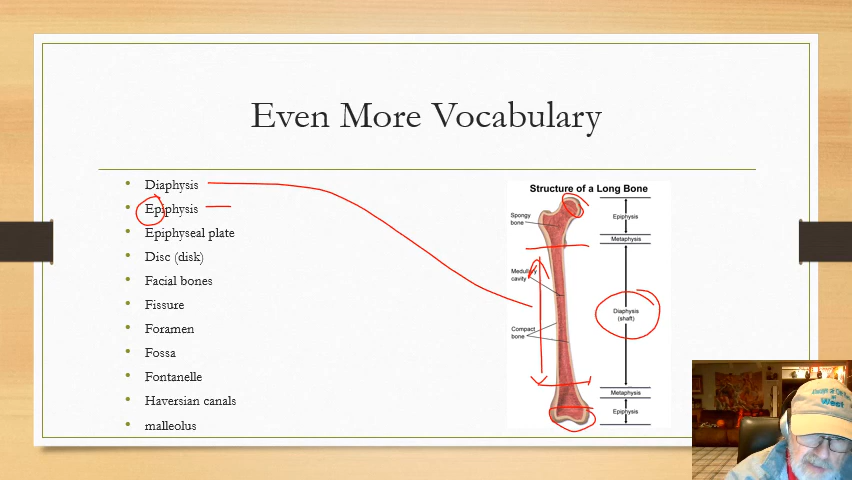 Even More Vocabulary
Diaphysis
Epiphysis
Epiphyseal plate
Disc (disk)
Facial bones
Fissure
Foramen
Fossa
Fontanelle
Haversian canals
malleolus
Structure of a Long Bone
Spongy
bone
Medullary
cavity
Compact
bone
Epiphysis
Metaphysis
Diaphysis
(shaft)
Metaphysis
Epiphysis
West